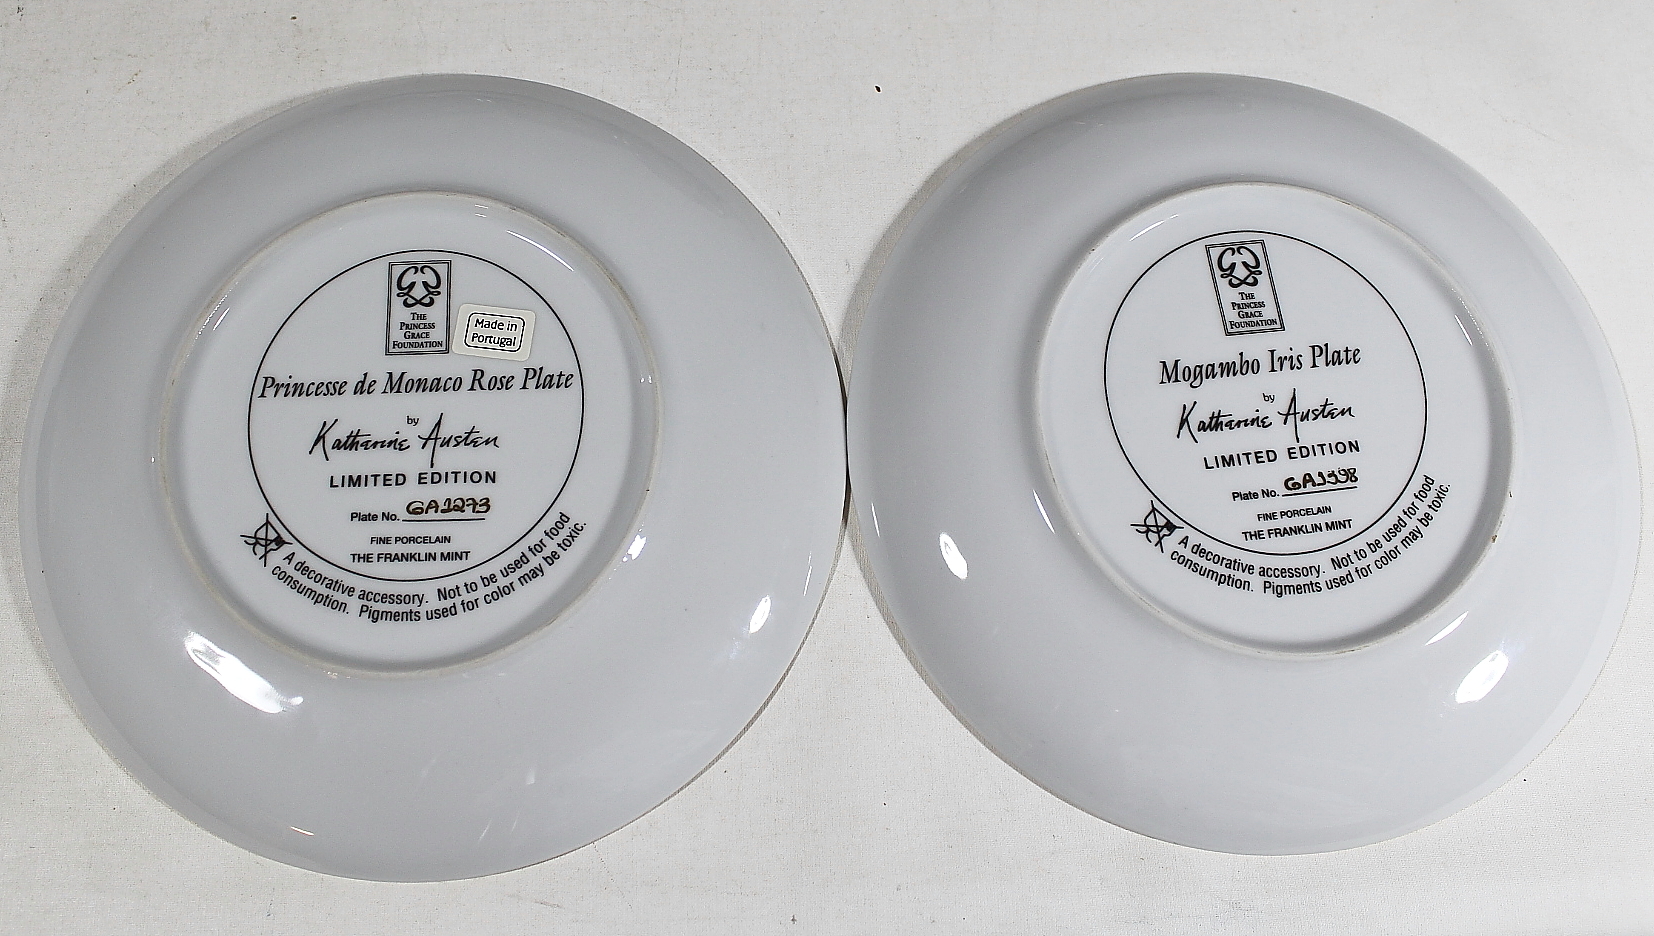 THE
PRINCESS
GRACE
FOUNDATION
Made in
Portugal
Princesse de Monaco Rose Plate
by
Katharine Austen
LIMITED EDITION
Plate No. GA1273
FINE PORCELAIN
THE FRANKLIN MINT
A decorative accessory. Not to be used for food
consumption. Pigments used for color may be toxic.
THE
PRINCESS
GRACE
FOUNDATION
Mogambo Iris Plate
by
Katharine Austen
LIMITED EDITION
Plate No.
FINE PORCELAIN
THE FRANKLIN MINT
A decorative accessory. Not to be used for food
consumption. Pigments used for color may be toxic.